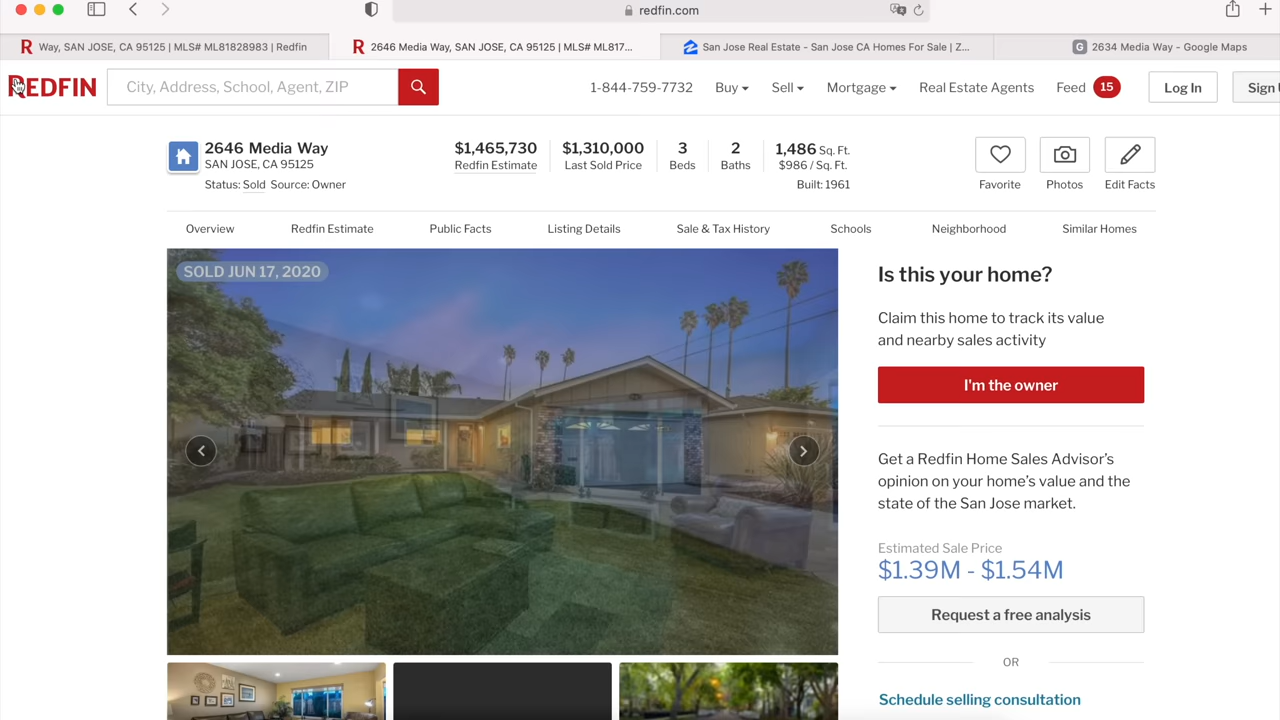 redfin.com
Way, SAN JOSE, CA 95125 | MLS# ML81828983 | Redfin
2646 Media Way, SAN JOSE, CA 95125 | MLS# ML817...
San Jose Real Estate - San Jose CA Homes For Sale | Z...
G 2634 Media Way - Google Maps
REDFIN
City, Address, School, Agent, ZIP
1-844-759-7732
Buy
Sell
Mortgage
Real Estate Agents
Feed 15
Log In
Sign
2646 Media Way
SAN JOSE, CA 95125
Status: Sold Source: Owner
$1,465,730
Redfin Estimate
$1,310,000
Last Sold Price
3
Beds
2
Baths
1,486 Sq. Ft.
$986 / Sq. Ft.
Built: 1961
Favorite
Photos
Edit Facts
Overview
Redfin Estimate
Public Facts
Listing Details
Sale & Tax History
Schools
Neighborhood
Similar Homes
SOLD JUN 17, 2020
Is this your home?
Claim this home to track its value
and nearby sales activity
I'm the owner
Get a Redfin Home Sales Advisor's
opinion on your home's value and the
state of the San Jose market.
Estimated Sale Price
$1.39M - $1.54M
Request a free analysis
OR
Schedule selling consultation